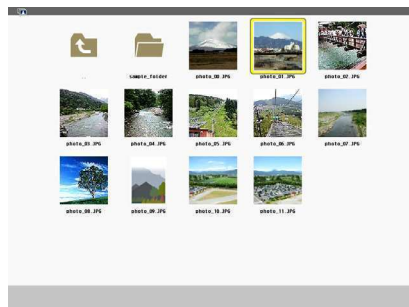 ..
sample_folder
photo_00.JPG
photo_01.JPG
photo_02.JPG
photo_03.JPG
photo_04.JPG
photo_05.JPG
photo_06.JPG
photo_07.JPG
photo_08.JPG
photo_09.JPG
photo_10.JPG
photo_11.JPG